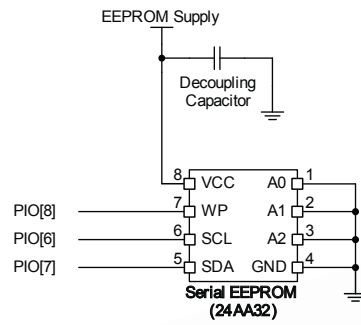 EEPROM Supply
Decoupling
Capacitor
8 VCC A0 1
PIO[8] 7 WP A1 2
PIO[6] 6 SCL A2 3
PIO[7] 5 SDA GND 4
Serial EEPROM
(24AA32)